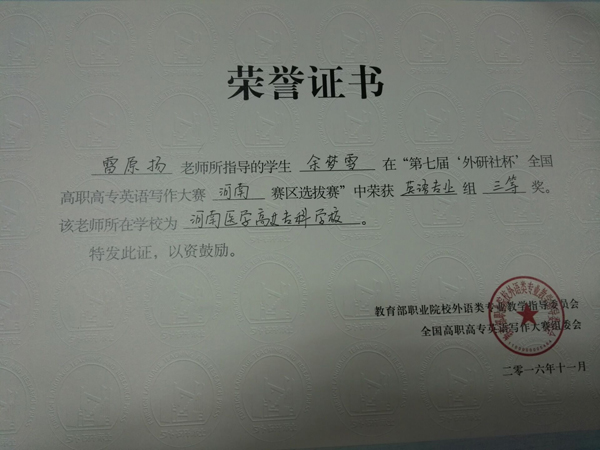 荣誉证书
雷原扬 老师所指导的学生 余梦雪 在“第七届‘外研社杯’全国
高职高专英语写作大赛 河南 赛区选拔赛”中荣获 英语专业 组 三等 奖。
该老师所在学校为 河南医学高等专科学校 。
特发此证，以资鼓励。
教育部职业院校外语类专业教学指导委员会
全国高职高专英语写作大赛组委会
二零一六年十一月